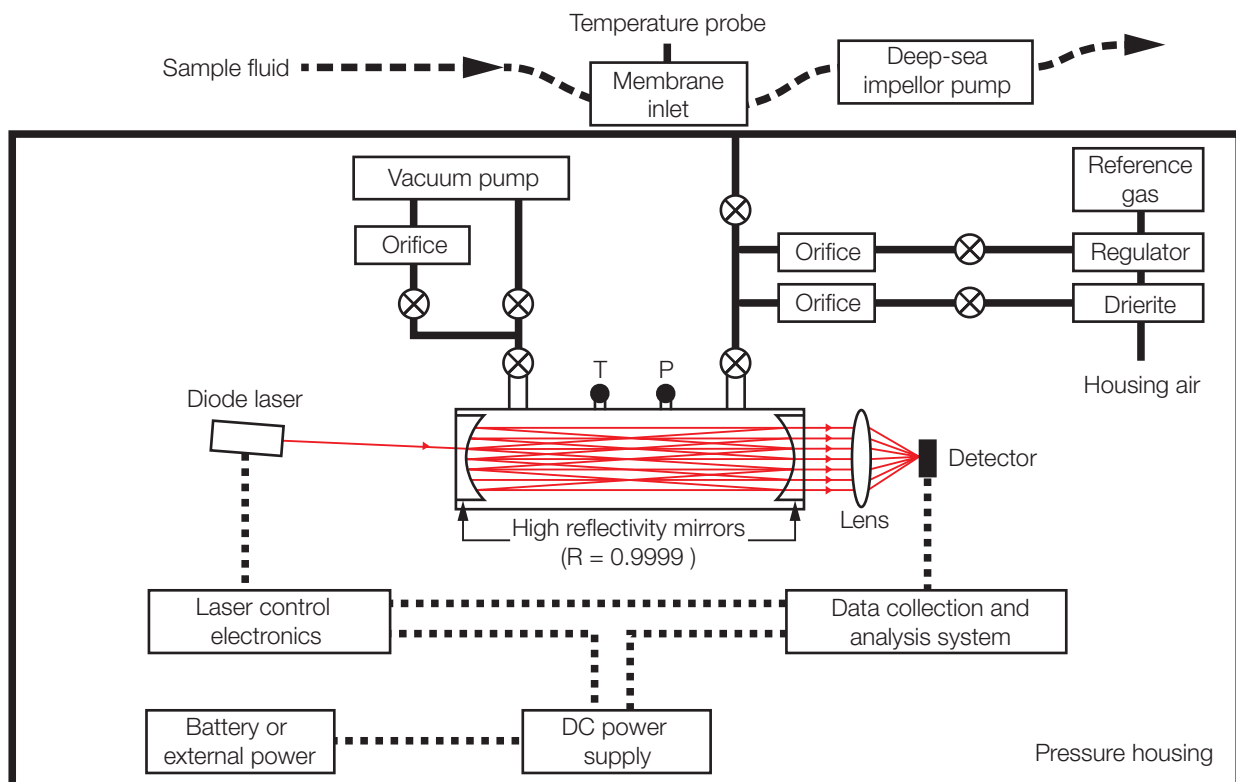 Temperature probe
Sample fluid
Membrane
inlet
Deep-sea
impellor pump
Vacuum pump
Reference
gas
Orifice
Orifice
Regulator
Orifice
Drierite
T
P
Housing air
Diode laser
Detector
Lens
High reflectivity mirrors
(R = 0.9999 )
Laser control
electronics
Data collection and
analysis system
Battery or
external power
DC power
supply
Pressure housing